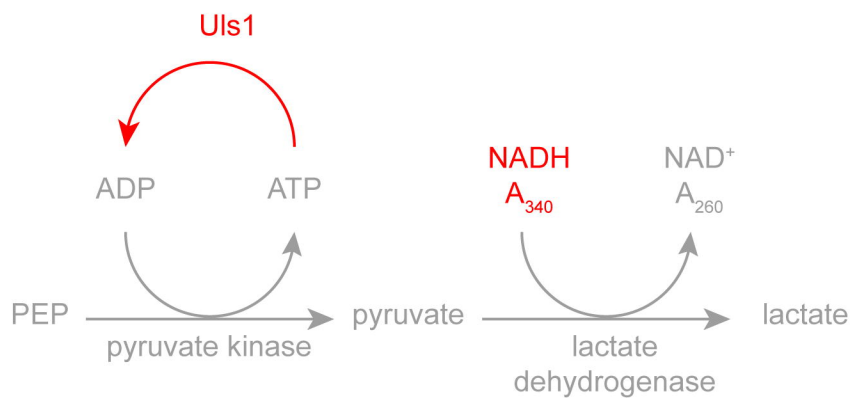 Uls1
ADP
ATP
NADH
A340
NAD+
A260
PEP
pyruvate
lactate
pyruvate kinase
lactate
dehydrogenase